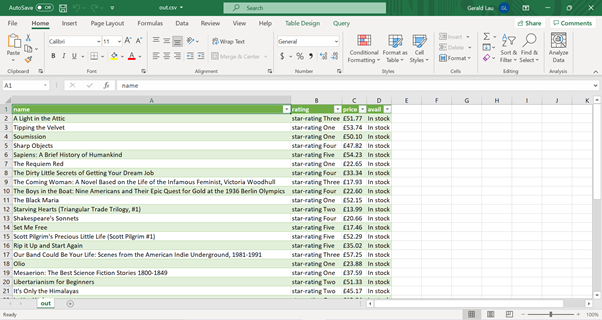 AutoSave Off out.csv Search Gerald Lau GL
File Home Insert Page Layout Formulas Data Review View Help Table Design Query Share Comments
Calibri 11 General
Paste B I U Wrap Text Merge & Center $ % Conditional Formatting Format as Table Cell Styles Insert Delete Format Sort & Filter Find & Select Analyze Data
Clipboard Font Alignment Number Styles Cells Editing Analysis
A1 fx name
A B C D E F G H I J K
1 name rating price avail
2 A Light in the Attic star-rating Three £51.77 In stock
3 Tipping the Velvet star-rating One £53.74 In stock
4 Soumission star-rating One £50.10 In stock
5 Sharp Objects star-rating Four £47.82 In stock
6 Sapiens: A Brief History of Humankind star-rating Five £54.23 In stock
7 The Requiem Red star-rating One £22.65 In stock
8 The Dirty Little Secrets of Getting Your Dream Job star-rating Four £33.34 In stock
9 The Coming Woman: A Novel Based on the Life of the Infamous Feminist, Victoria Woodhull star-rating Three £17.93 In stock
10 The Boys in the Boat: Nine Americans and Their Epic Quest for Gold at the 1936 Berlin Olympics star-rating Four £22.60 In stock
11 The Black Maria star-rating One £52.15 In stock
12 Starving Hearts (Triangular Trade Trilogy, #1) star-rating Two £13.99 In stock
13 Shakespeare's Sonnets star-rating Four £20.66 In stock
14 Set Me Free star-rating Five £17.46 In stock
15 Scott Pilgrim's Precious Little Life (Scott Pilgrim #1) star-rating Five £52.29 In stock
16 Rip it Up and Start Again star-rating Five £35.02 In stock
17 Our Band Could Be Your Life: Scenes from the American Indie Underground, 1981-1991 star-rating Three £57.25 In stock
18 Olio star-rating One £23.88 In stock
19 Mesaerion: The Best Science Fiction Stories 1800-1849 star-rating One £37.59 In stock
20 Libertarianism for Beginners star-rating Two £51.33 In stock
21 It's Only the Himalayas star-rating Two £45.17 In stock
out
Ready 100%